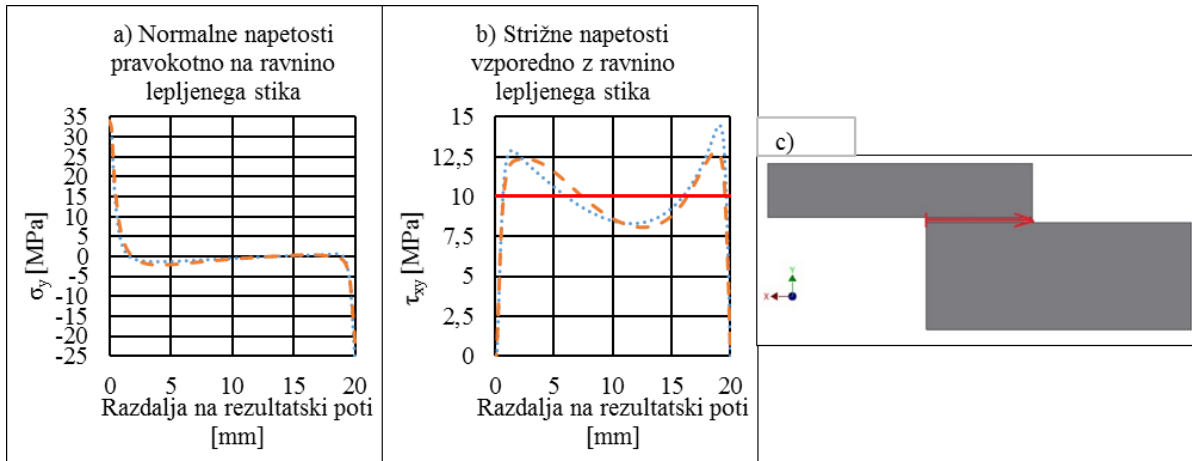 a) Normalne napetosti
pravokotno na ravnino
lepljenega stika
35
30
25
20
15
10
5
0
-5
-10
-15
-20
-25
σy [MPa]
0 5 10 15 20
Razdalja na rezultatski poti
[mm]
b) Strižne napetosti
vzporedno z ravnino
lepljenega stika
15
12,5
10
7,5
5
2,5
0
τxy [MPa]
0 5 10 15 20
Razdalja na rezultatski poti
[mm]
c)
Y
X